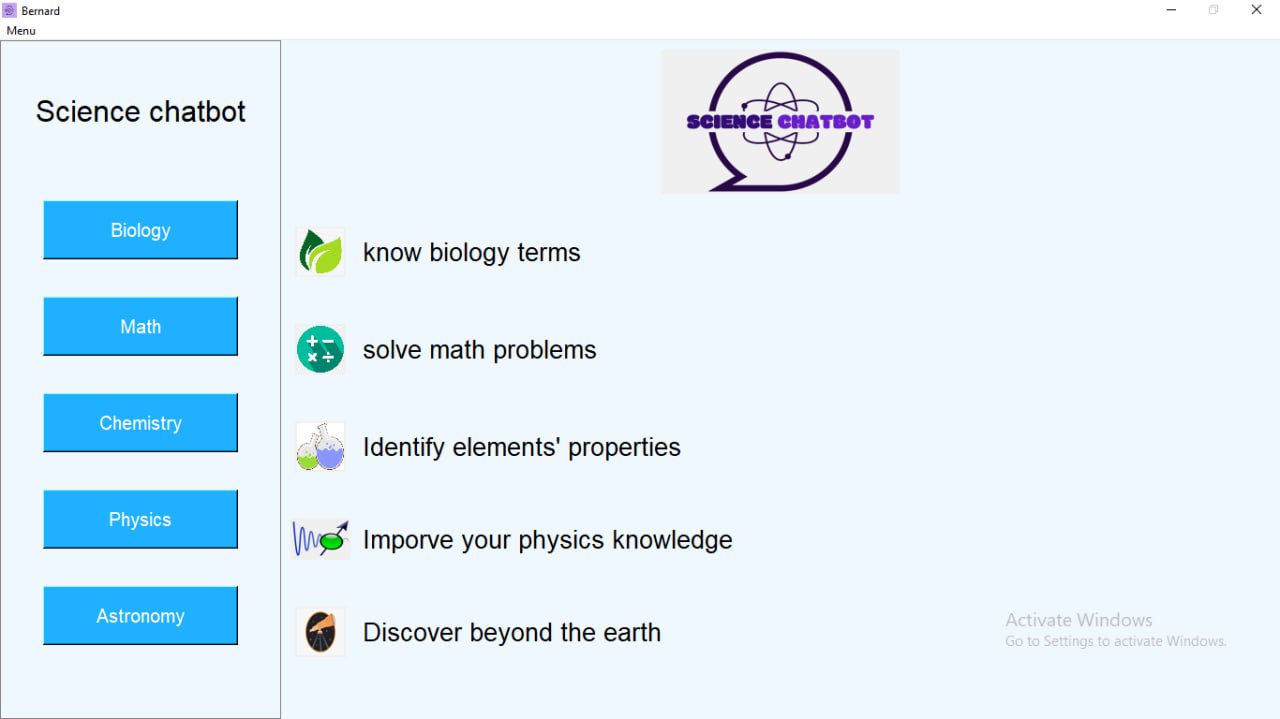 Bernard
Menu
Science chatbot
Biology
Math
Chemistry
Physics
Astronomy
SCIENCE CHATBOT
know biology terms
solve math problems
Identify elements' properties
Imporve your physics knowledge
Discover beyond the earth
Activate Windows
Go to Settings to activate Windows.